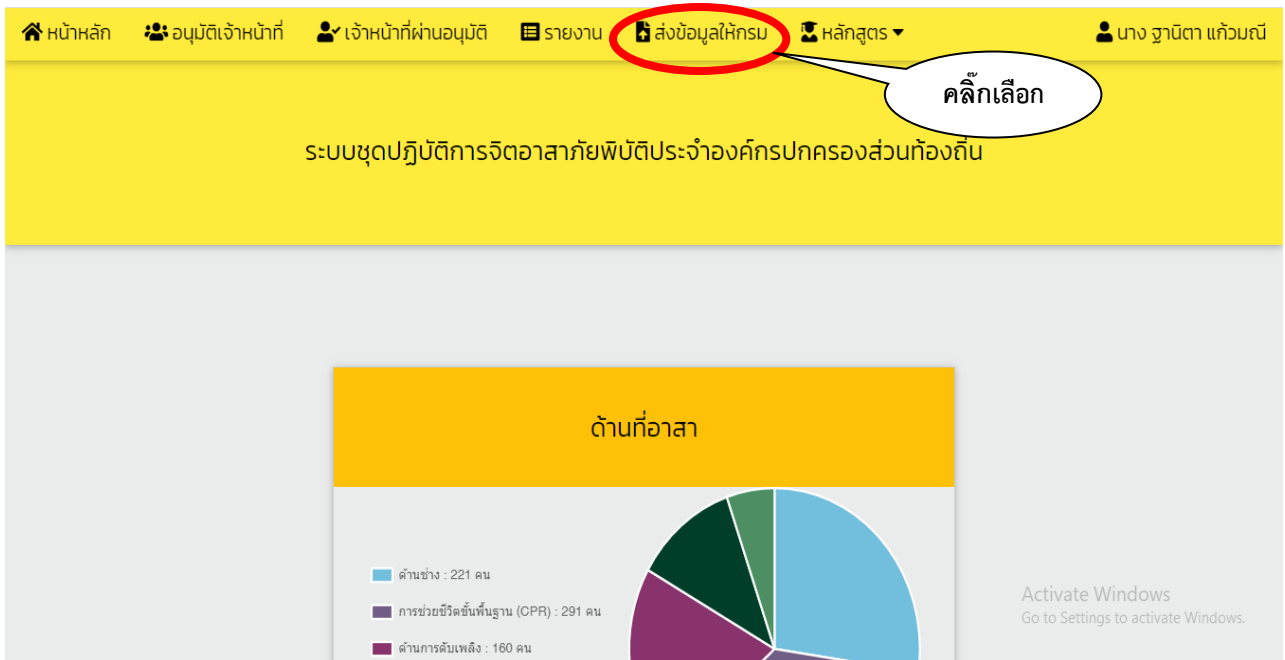 หน้าหลัก อนุมัติเจ้าหน้าที่ เจ้าหน้าที่ผ่านอนุมัติ รายงาน ส่งข้อมูลให้กรม หลักสูตร นาง ฐานิตา แก้วมณี
คลิ๊กเลือก
ระบบชุดปฏิบัติการจิตอาสาภัยพิบัติประจำองค์กรปกครองส่วนท้องถิ่น
ด้านที่อาสา
ด้านช่าง : 221 คน
การช่วยชีวิตขั้นพื้นฐาน (CPR) : 291 คน
ด้านการดับเพลิง : 160 คน
Activate Windows
Go to Settings to activate Windows.